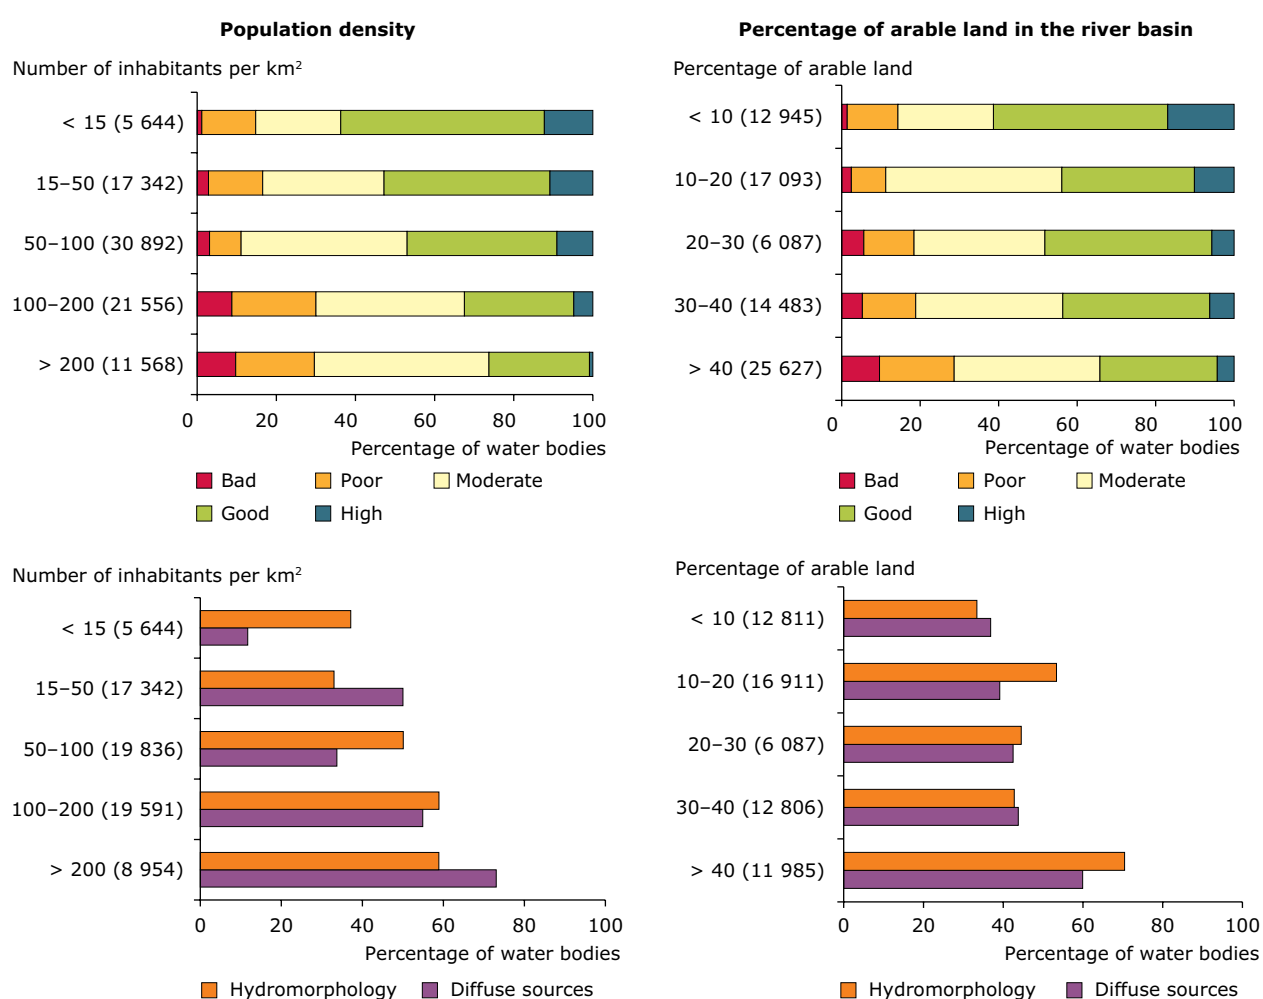 Population density
Number of inhabitants per km²
< 15 (5 644)
15–50 (17 342)
50–100 (30 892)
100–200 (21 556)
> 200 (11 568)
0 20 40 60 80 100
Percentage of water bodies
Bad Poor Moderate
Good High
Percentage of arable land in the river basin
Percentage of arable land
< 10 (12 945)
10–20 (17 093)
20–30 (6 087)
30–40 (14 483)
> 40 (25 627)
0 20 40 60 80 100
Percentage of water bodies
Bad Poor Moderate
Good High
Number of inhabitants per km²
< 15 (5 644)
15–50 (17 342)
50–100 (19 836)
100–200 (19 591)
> 200 (8 954)
0 20 40 60 80 100
Percentage of water bodies
Hydromorphology Diffuse sources
Percentage of arable land
< 10 (12 811)
10–20 (16 911)
20–30 (6 087)
30–40 (12 806)
> 40 (11 985)
0 20 40 60 80 100
Percentage of water bodies
Hydromorphology Diffuse sources